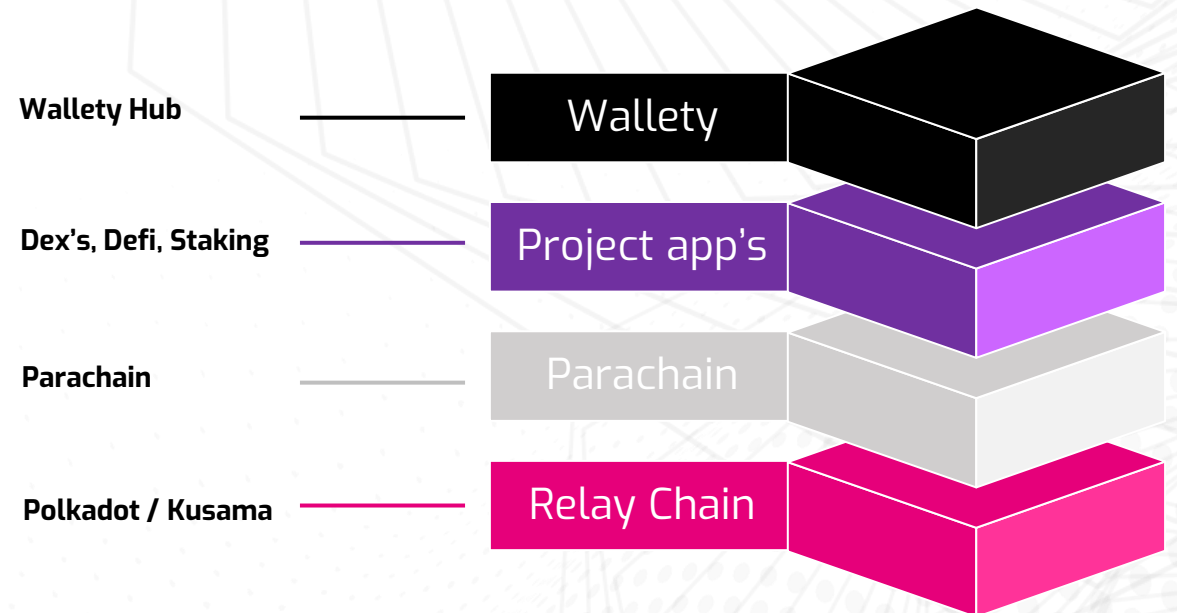 Wallety Hub
Wallety
Dex’s, Defi, Staking
Project app’s
Parachain
Parachain
Polkadot / Kusama
Relay Chain